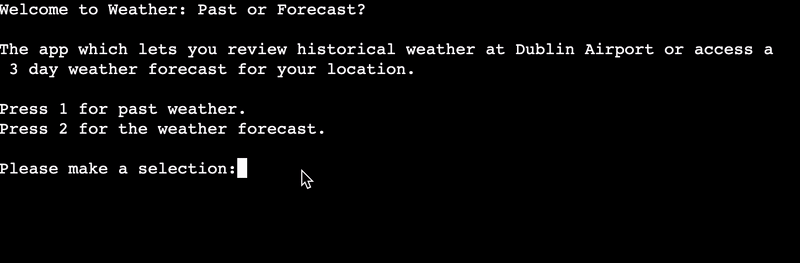 Welcome to Weather: Past or Forecast?
The app which lets you review historical weather at Dublin Airport or access a
3 day weather forecast for your location.
Press 1 for past weather.
Press 2 for the weather forecast.
Please make a selection: